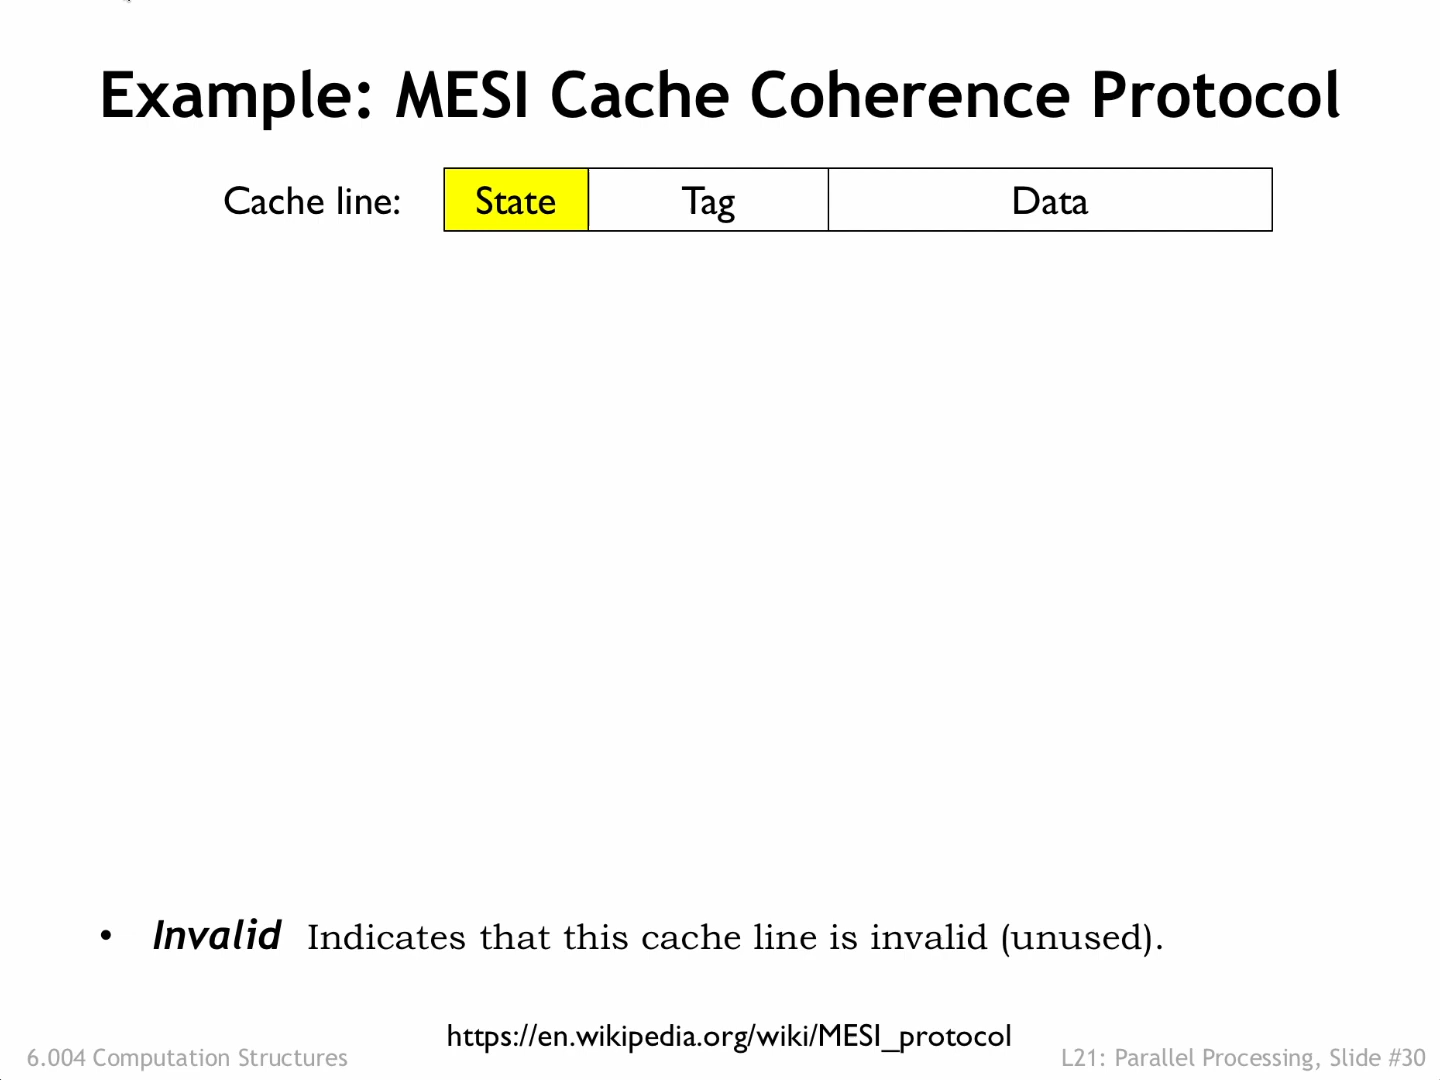 Example: MESI Cache Coherence Protocol
Cache line: State Tag Data
• Invalid Indicates that this cache line is invalid (unused).
https://en.wikipedia.org/wiki/MESI_protocol
6.004 Computation Structures
L21: Parallel Processing, Slide #30